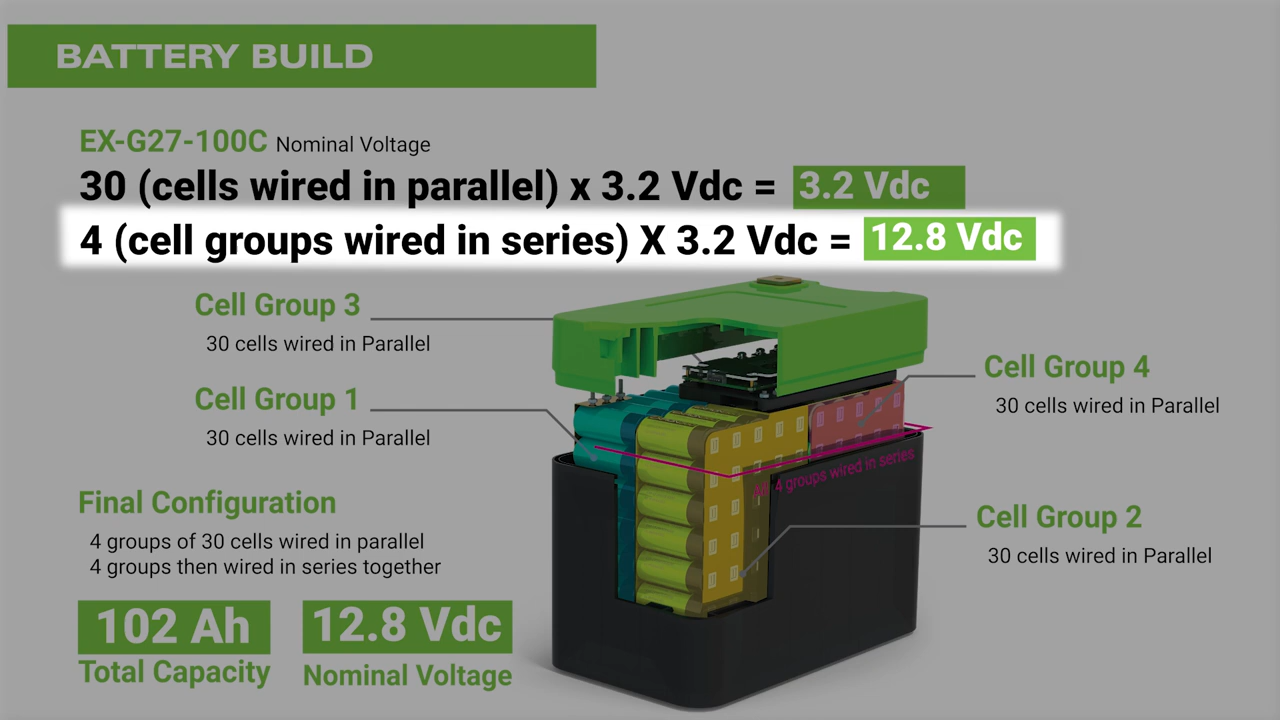 BATTERY BUILD
EX-G27-100C Nominal Voltage
30 (cells wired in parallel) x 3.2 Vdc = 3.2 Vdc
4 (cell groups wired in series) X 3.2 Vdc = 12.8 Vdc
Cell Group 3
30 cells wired in Parallel
Cell Group 1
30 cells wired in Parallel
Cell Group 4
30 cells wired in Parallel
All 4 groups wired in series
Cell Group 2
30 cells wired in Parallel
Final Configuration
4 groups of 30 cells wired in parallel
4 groups then wired in series together
102 Ah
Total Capacity
12.8 Vdc
Nominal Voltage